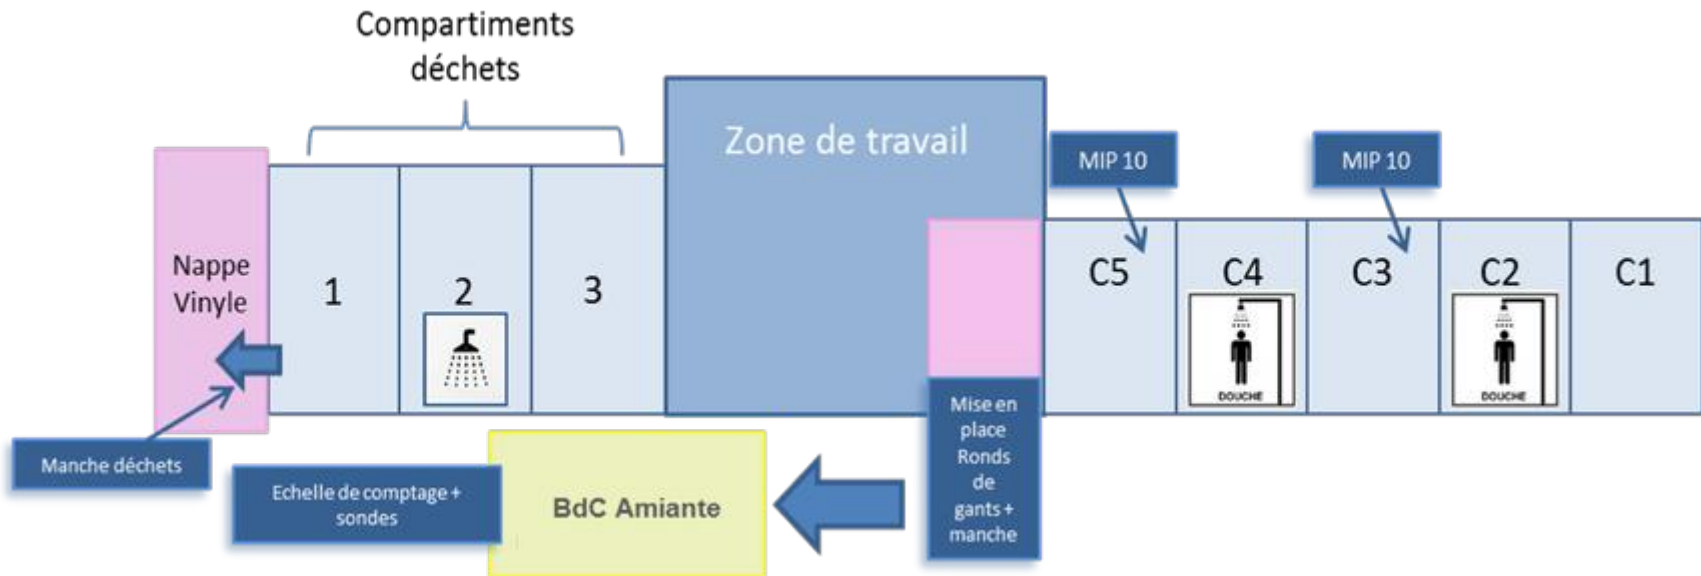 Compartiments
déchets
Zone de travail
MIP 10
MIP 10
Nappe
Vinyle
1
2
3
C5
C4
C3
C2
C1
DOUCHE
DOUCHE
Manche déchets
Echelle de comptage +
sondes
BdC Amiante
Mise en
place
Ronds
de
gants +
manche